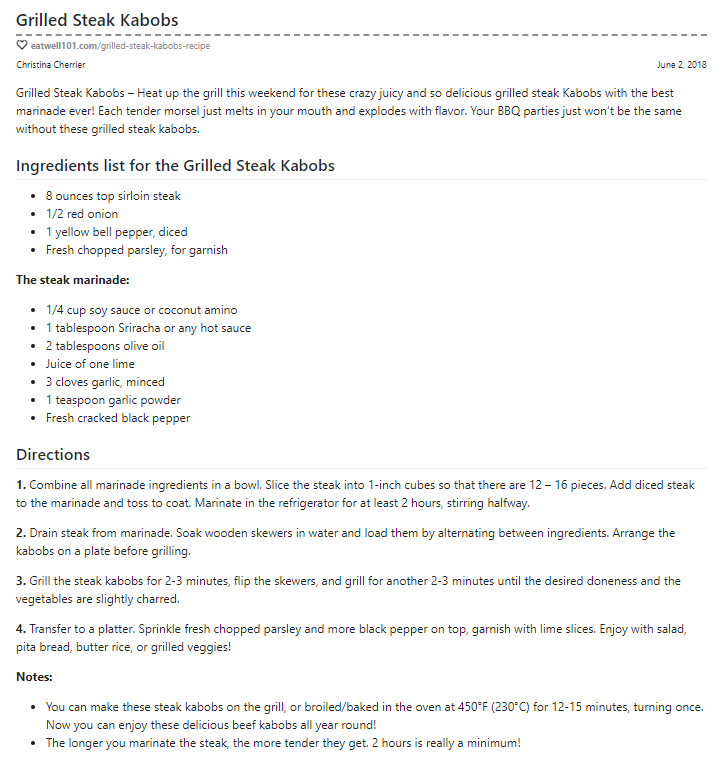 Grilled Steak Kabobs
eatwell101.com/grilled-steak-kabobs-recipe
Christina Cherrier
June 2, 2018
Grilled Steak Kabobs – Heat up the grill this weekend for these crazy juicy and so delicious grilled steak Kabobs with the best
marinade ever! Each tender morsel just melts in your mouth and explodes with flavor. Your BBQ parties just won't be the same
without these grilled steak kabobs.
Ingredients list for the Grilled Steak Kabobs
• 8 ounces top sirloin steak
• 1/2 red onion
• 1 yellow bell pepper, diced
• Fresh chopped parsley, for garnish
The steak marinade:
• 1/4 cup soy sauce or coconut amino
• 1 tablespoon Sriracha or any hot sauce
• 2 tablespoons olive oil
• Juice of one lime
• 3 cloves garlic, minced
• 1 teaspoon garlic powder
• Fresh cracked black pepper
Directions
1. Combine all marinade ingredients in a bowl. Slice the steak into 1-inch cubes so that there are 12 – 16 pieces. Add diced steak
to the marinade and toss to coat. Marinate in the refrigerator for at least 2 hours, stirring halfway.
2. Drain steak from marinade. Soak wooden skewers in water and load them by alternating between ingredients. Arrange the
kabobs on a plate before grilling.
3. Grill the steak kabobs for 2-3 minutes, flip the skewers, and grill for another 2-3 minutes until the desired doneness and the
vegetables are slightly charred.
4. Transfer to a platter. Sprinkle fresh chopped parsley and more black pepper on top, garnish with lime slices. Enjoy with salad,
pita bread, butter rice, or grilled veggies!
Notes:
• You can make these steak kabobs on the grill, or broiled/baked in the oven at 450°F (230°C) for 12-15 minutes, turning once.
Now you can enjoy these delicious beef kabobs all year round!
• The longer you marinate the steak, the more tender they get. 2 hours is really a minimum!